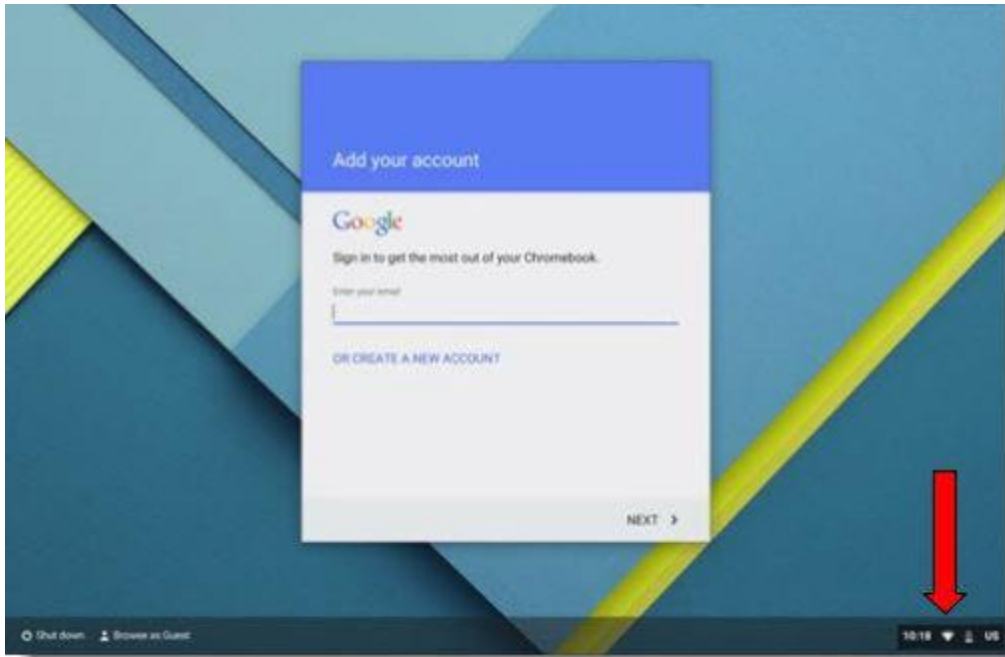 Add your account
Google
Sign in to get the most out of your Chromebook.
Enter your email
OR CREATE A NEW ACCOUNT
NEXT
Shut down Browse as Guest
10:18 US